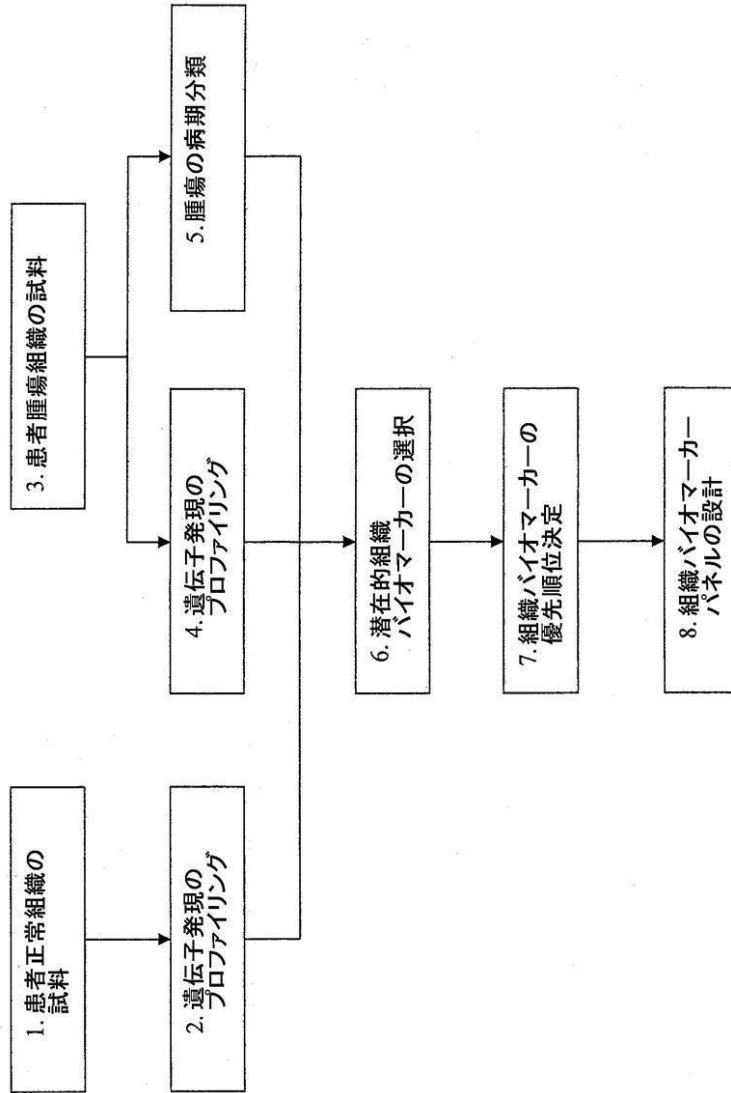 1. 患者正常組織の
試料
2. 遺伝子発現の
プロファイリング
3. 患者腫瘍組織の試料
4. 遺伝子発現の
プロファイリング
5. 腫瘍の病期分類
6. 潜在的組織
バイオマーカーの選択
7. 組織バイオマーカーの
優先順位決定
8. 組織バイオマーカー
パネルの設計